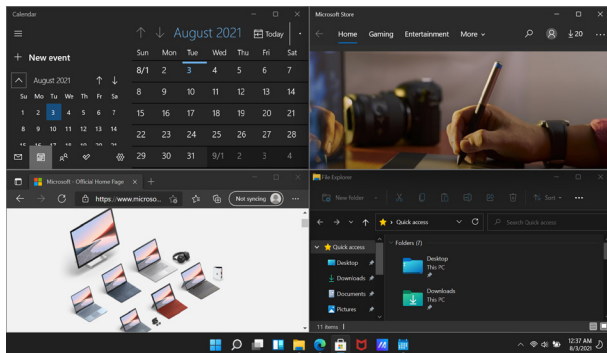 Calendar
August 2021 Today
New event
Sun Mon Tue Wed Thu Fri Sat
8/1 2 3 4 5 6 7
August 2021
Su Mo Tu We Th Fr Sa
8 9 10 11 12 13 14
1 2 3 4 5 6 7
15 16 17 18 19 20 21
8 9 10 11 12 13 14
22 23 24 25 26 27 28
29 30 31 9/1 2 3 4
Microsoft Store
Home Gaming Entertainment More 20
Microsoft - Official Home Page
https://www.microso...
Not syncing
File Explorer
New folder Sort
Quick access Search Quick access
Quick access
Desktop
Downloads
Documents
Pictures
Folders (7)
Desktop
This PC
Downloads
This PC
11 items
12:37 AM
8/3/2021